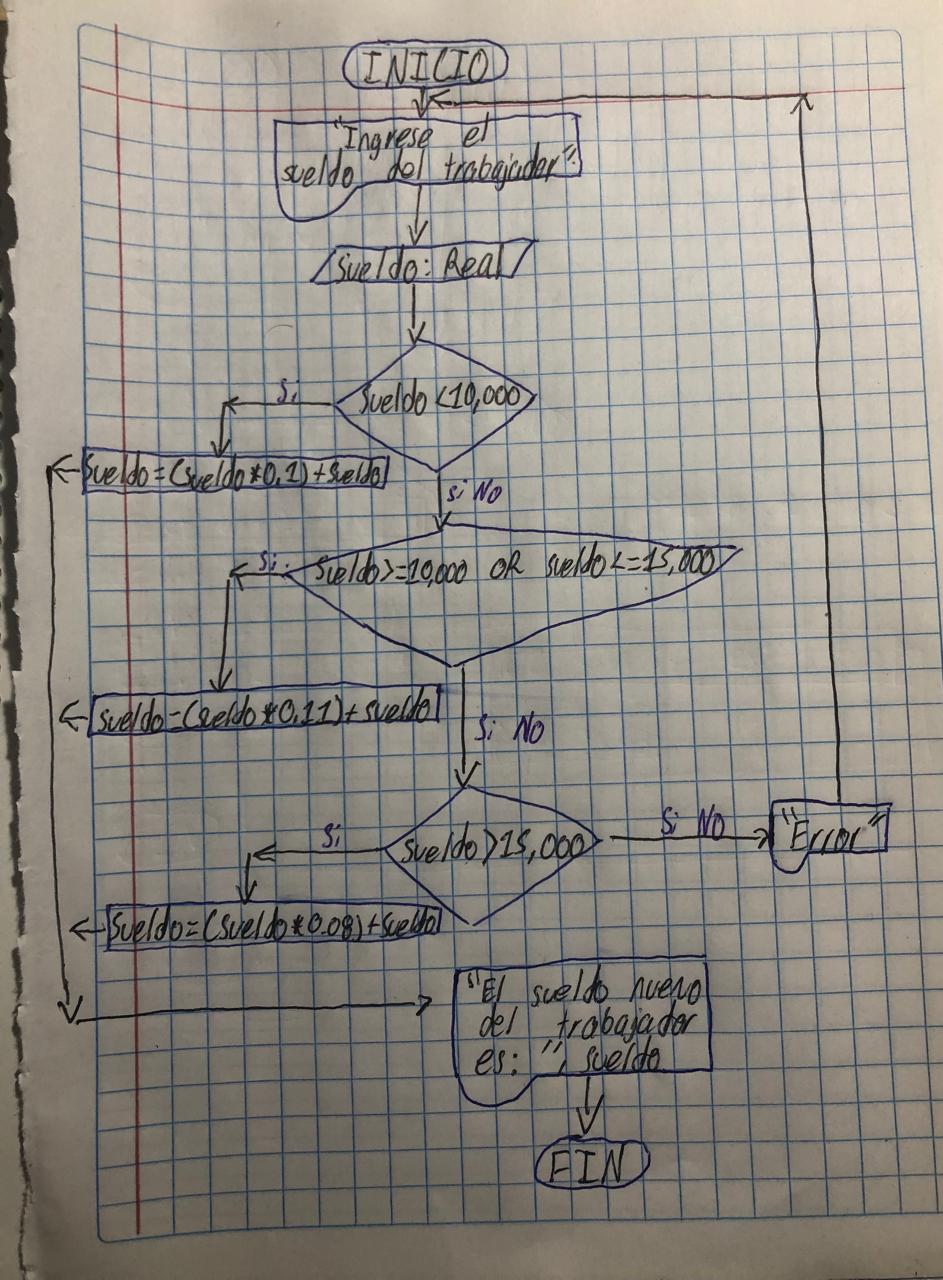 INICIO
"Ingrese el
sueldo del trabajador"
sueldo: Real
sueldo <10,000
Si
sueldo=(sueldo*0.1)+sueldo
Si NO
sueldo>=10,000 OR sueldo<=15,000
Si
sueldo=(sueldo*0.11)+sueldo
Si NO
sueldo>15,000
Si
Si NO
"Error"
sueldo=(sueldo*0.08)+sueldo
"El sueldo nuevo
del trabajador
es: ", sueldo
FIN